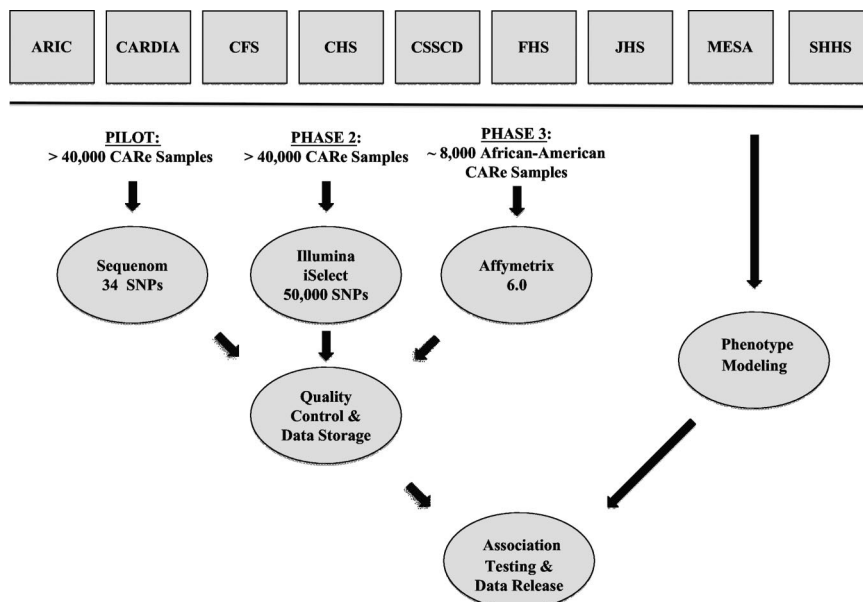 ARIC
CARDIA
CFS
CHS
CSSCD
FHS
JHS
MESA
SHHS
PILOT:
> 40,000 CARe Samples
PHASE 2:
> 40,000 CARe Samples
PHASE 3:
~ 8,000 African-American
CARe Samples
Sequenom
34 SNPs
Illumina
iSelect
50,000 SNPs
Affymetrix
6.0
Phenotype
Modeling
Quality
Control &
Data Storage
Association
Testing &
Data Release